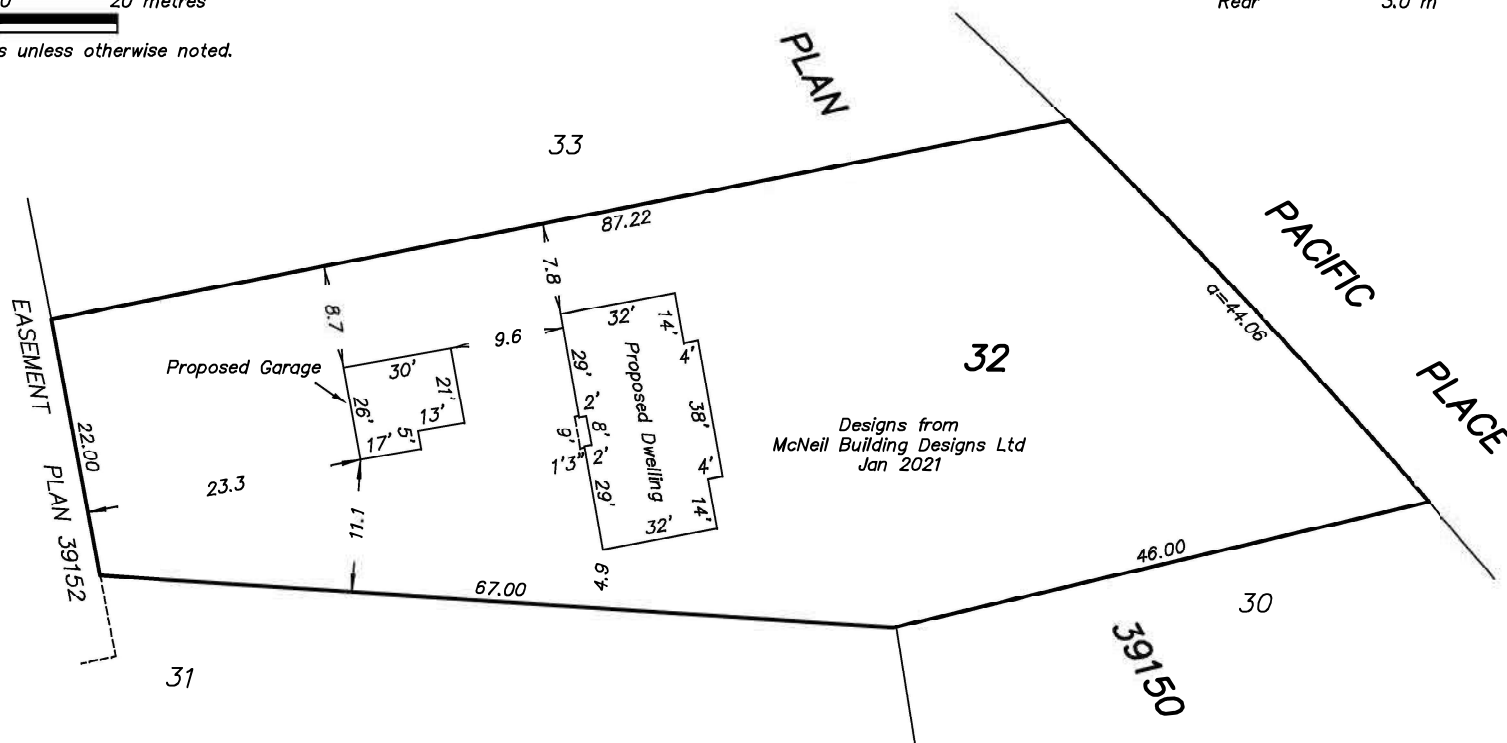 20 metres
s unless otherwise noted.
Rear 3.0 m
PLAN
33
87.22
PACIFIC
PLACE
a=44.06
EASEMENT
PLAN 39152
22.00
8.7
7.8
9.6
Proposed Garage
30'
21'
26'
13'
5'
17'
23.3
11.1
32'
14'
4'
29'
Proposed Dwelling
38'
2'
8'
9'
2'
1'3"
4'
29'
14'
32'
4.9
32
Designs from
McNeil Building Designs Ltd
Jan 2021
67.00
46.00
30
31
39150